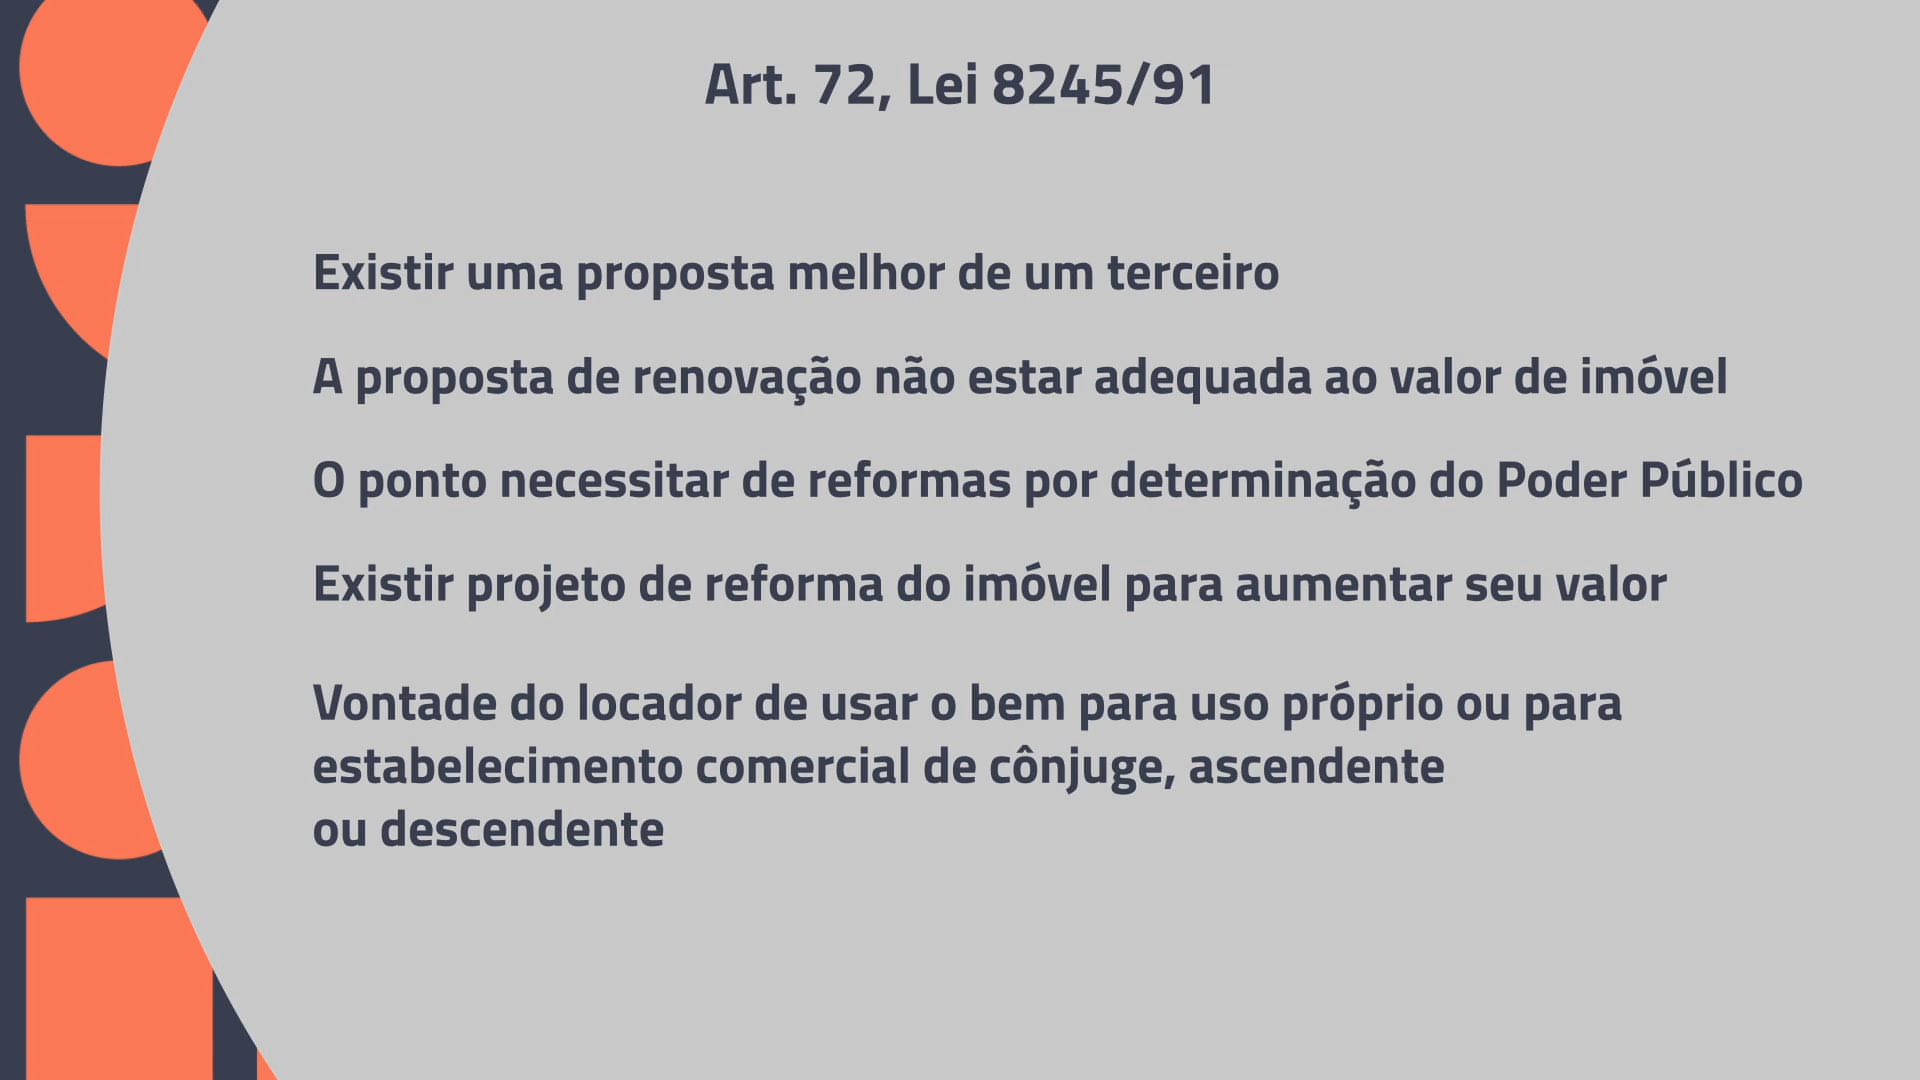 Art. 72, Lei 8245/91
Existir uma proposta melhor de um terceiro
A proposta de renovação não estar adequada ao valor de imóvel
O ponto necessitar de reformas por determinação do Poder Público
Existir projeto de reforma do imóvel para aumentar seu valor
Vontade do locador de usar o bem para uso próprio ou para
estabelecimento comercial de cônjuge, ascendente
ou descendente